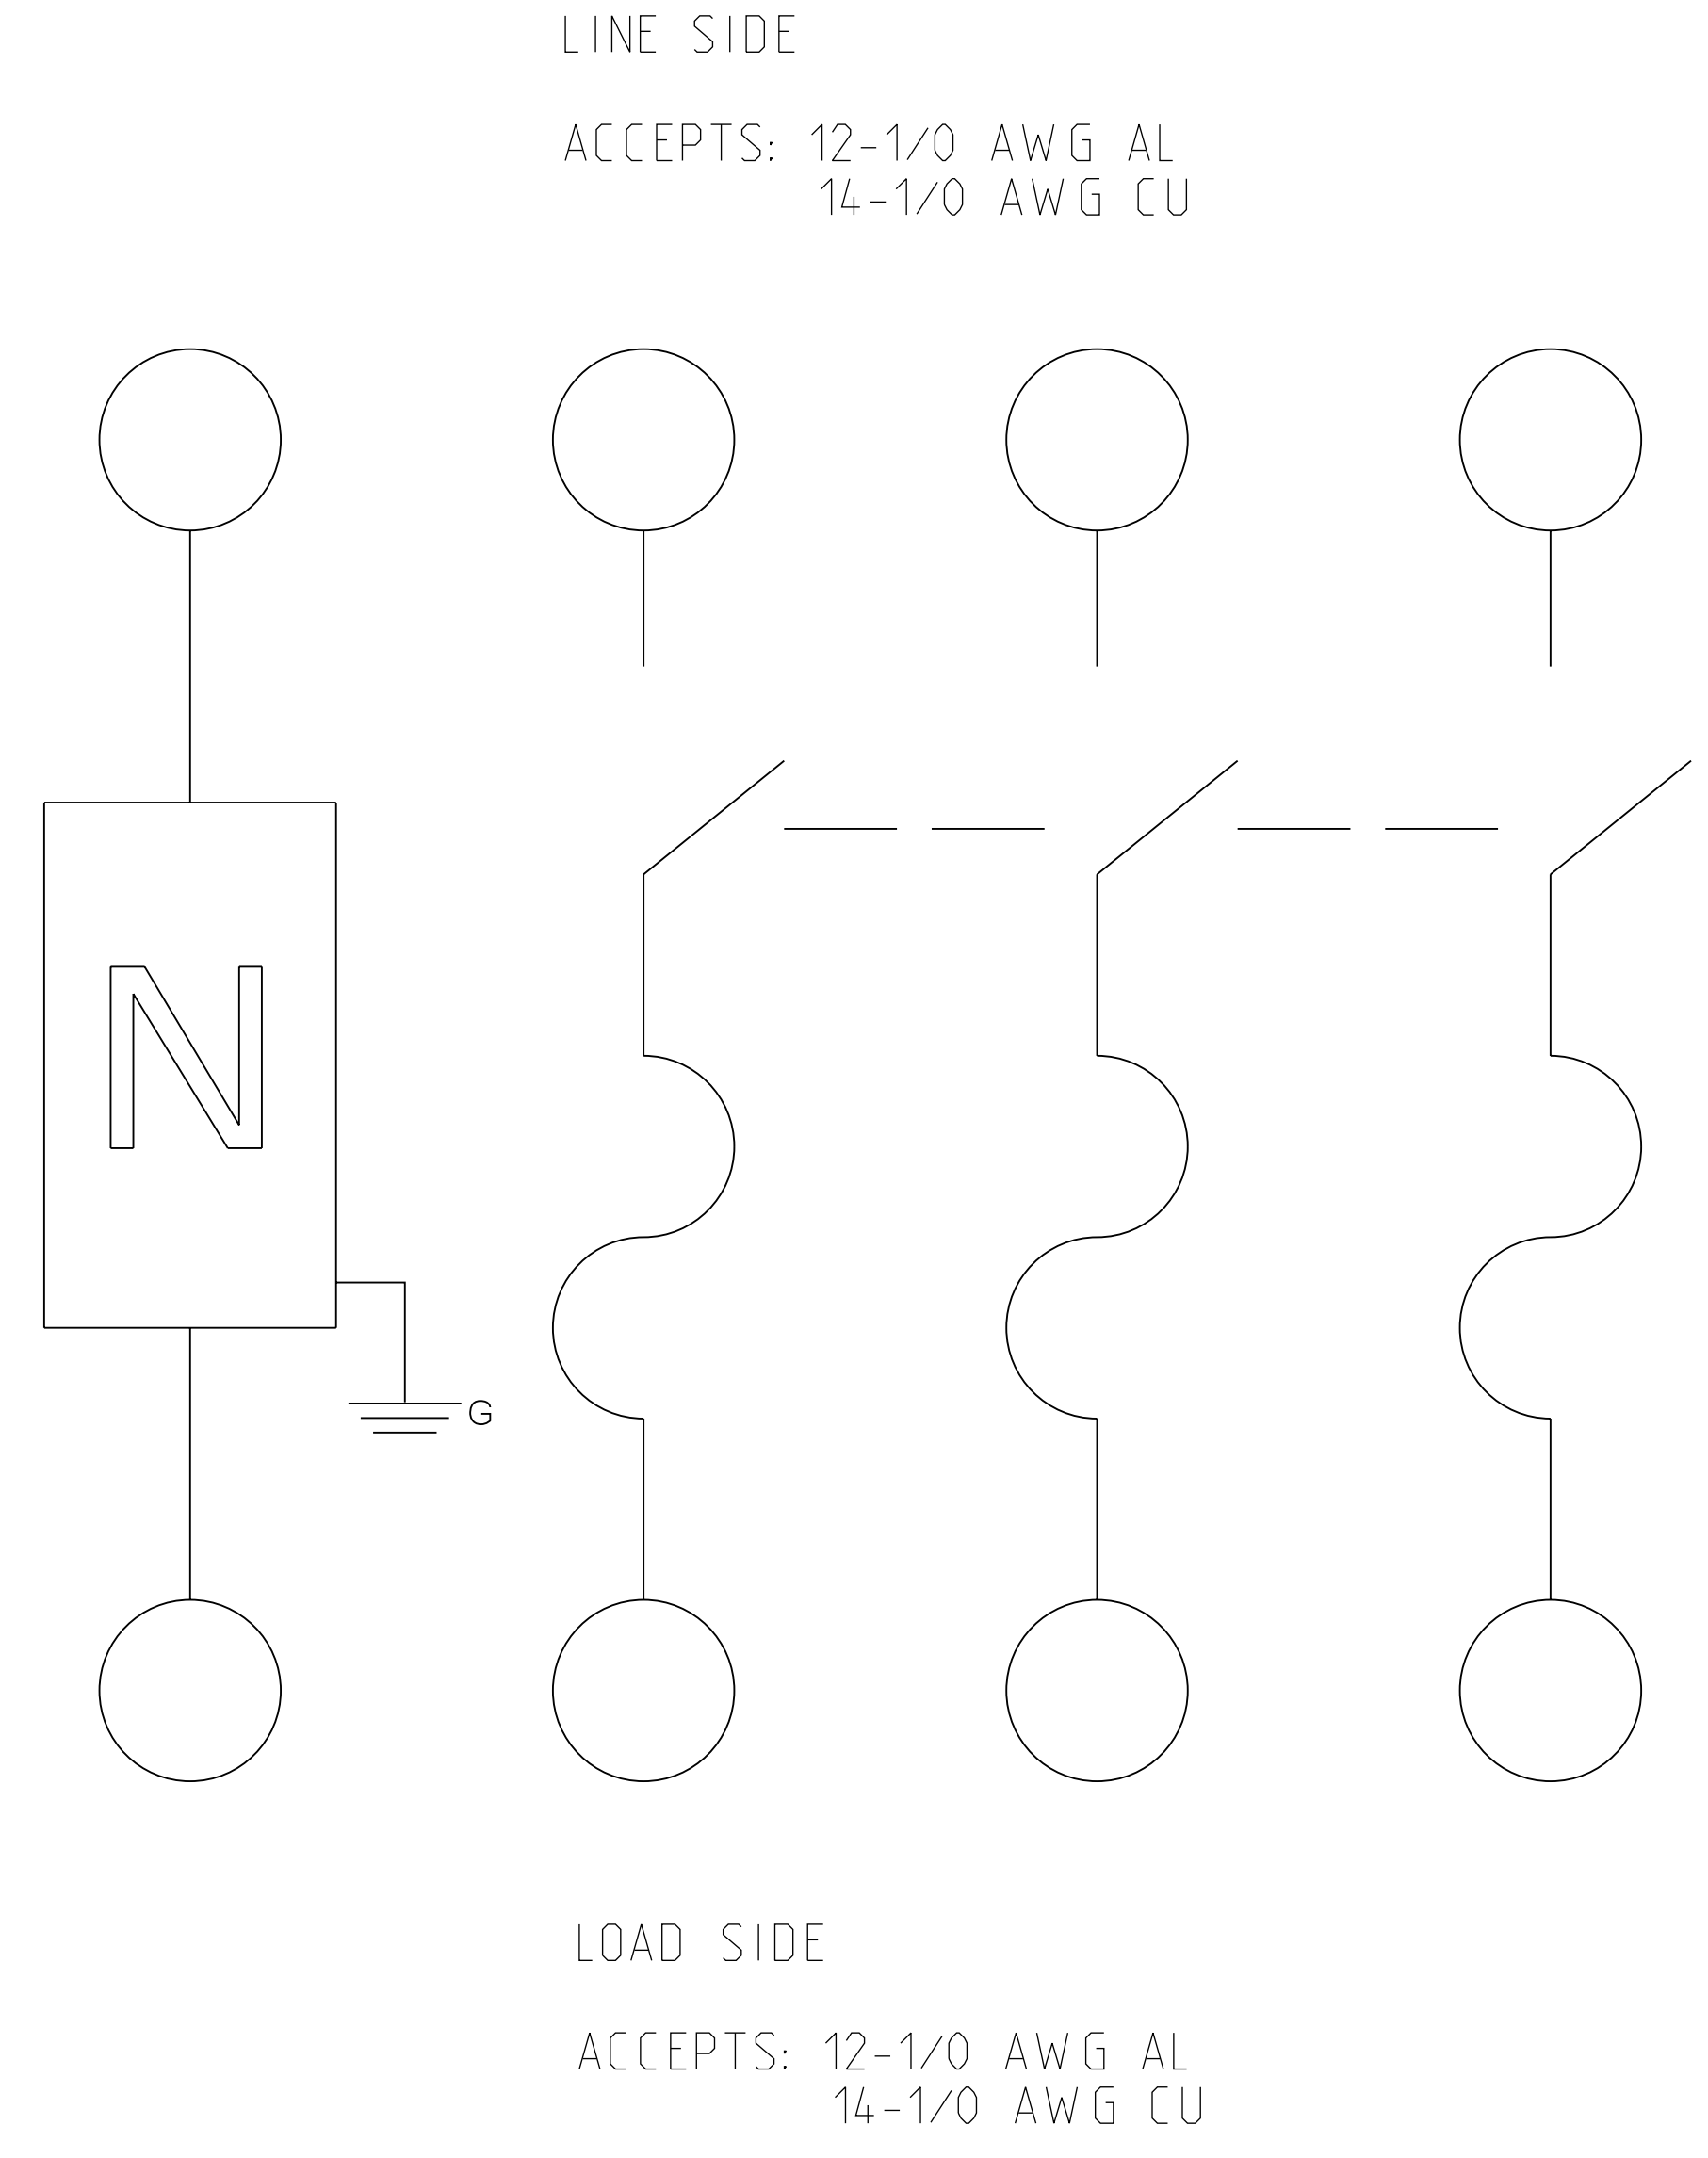 LINE SIDE
ACCEPTS: 12-1/0 AWG AL
14-1/0 AWG CU
N
G
LOAD SIDE
ACCEPTS: 12-1/0 AWG AL
14-1/0 AWG CU